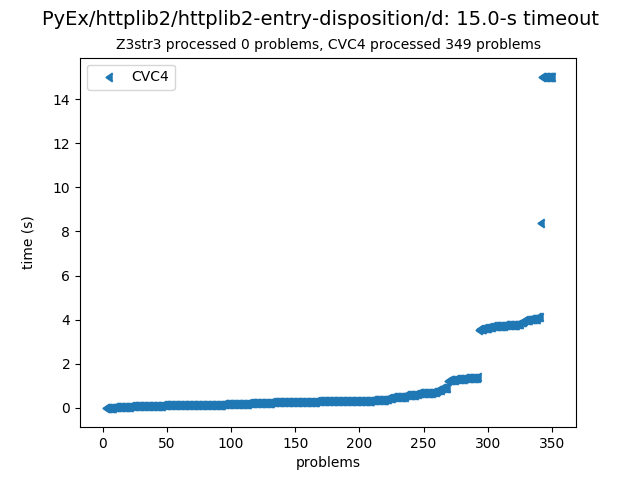 PyEx/httplib2/httplib2-entry-disposition/d: 15.0-s timeout
Z3str3 processed 0 problems, CVC4 processed 349 problems
CVC4
14
12
10
8
6
4
2
0
time (s)
0 50 100 150 200 250 300 350
problems